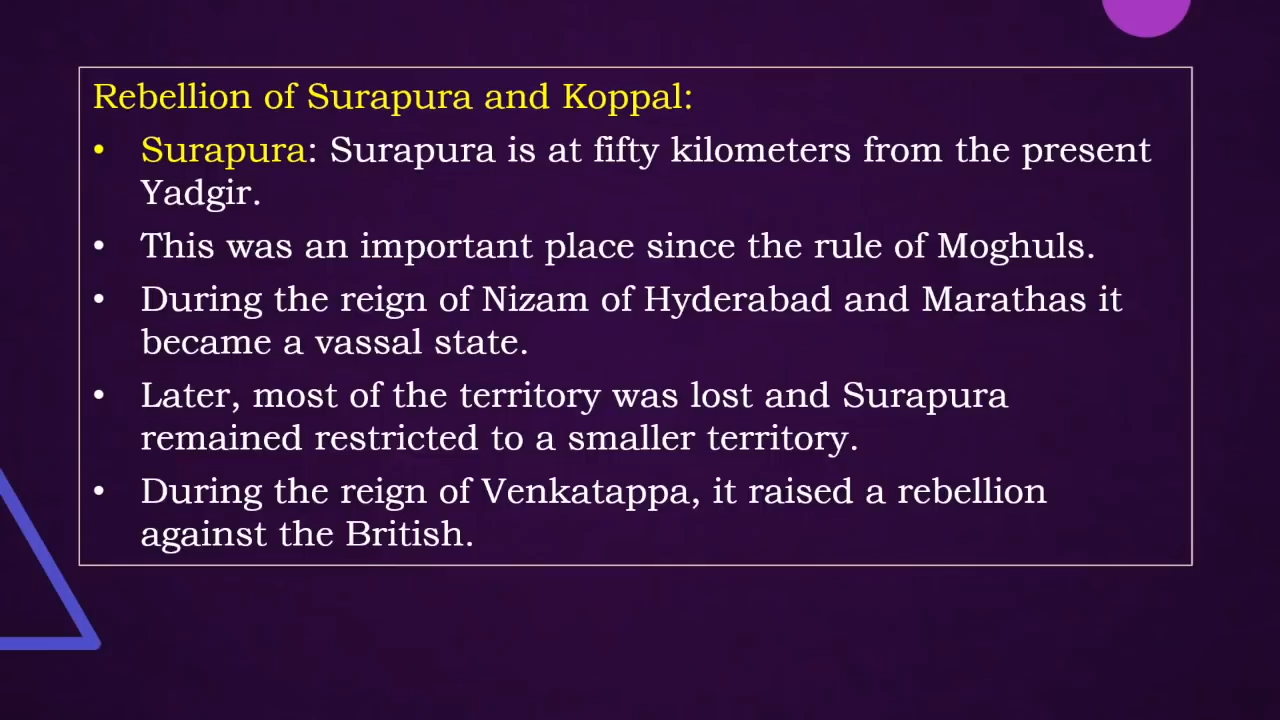 Rebellion of Surapura and Koppal:
• Surapura: Surapura is at fifty kilometers from the present
Yadgir.
• This was an important place since the rule of Moghuls.
• During the reign of Nizam of Hyderabad and Marathas it
became a vassal state.
• Later, most of the territory was lost and Surapura
remained restricted to a smaller territory.
• During the reign of Venkatappa, it raised a rebellion
against the British.